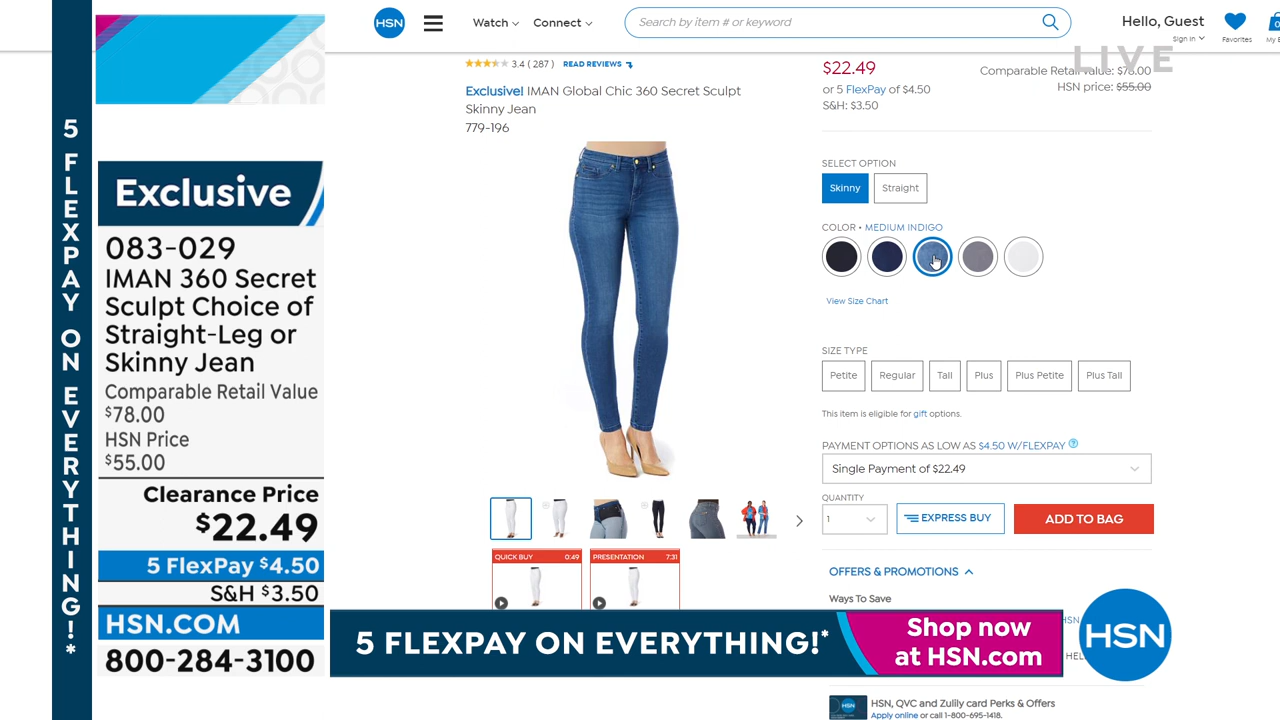 5 FLEXPAY ON EVERYTHING!*
Exclusive
083-029
IMAN 360 Secret
Sculpt Choice of
Straight-Leg or
Skinny Jean
Comparable Retail Value
$78.00
HSN Price
$55.00
Clearance Price
$22.49
5 FlexPay $4.50
S&H $3.50
HSN.COM
800-284-3100
HSN
Watch
Connect
Search by item # or keyword
Hello, Guest
Sign In
Favorites
0
LIVE
3.4 ( 287 )
READ REVIEWS
Exclusive! IMAN Global Chic 360 Secret Sculpt
Skinny Jean
779-196
QUICK BUY 0:49
PRESENTATION 7:31
$22.49
Comparable Retail Value: $78.00
or 5 FlexPay of $4.50
HSN price: $55.00
S&H: $3.50
SELECT OPTION
Skinny
Straight
COLOR • MEDIUM INDIGO
View Size Chart
SIZE TYPE
Petite
Regular
Tall
Plus
Plus Petite
Plus Tall
This item is eligible for gift options.
PAYMENT OPTIONS AS LOW AS $4.50 W/FLEXPAY ?
Single Payment of $22.49
QUANTITY
1
EXPRESS BUY
ADD TO BAG
OFFERS & PROMOTIONS
Ways To Save
5 FLEXPAY ON EVERYTHING!*
Shop now
at HSN.com
HSN
HSN
HSN, QVC and Zulily card Perks & Offers
Apply online or call 1-800-695-1418.